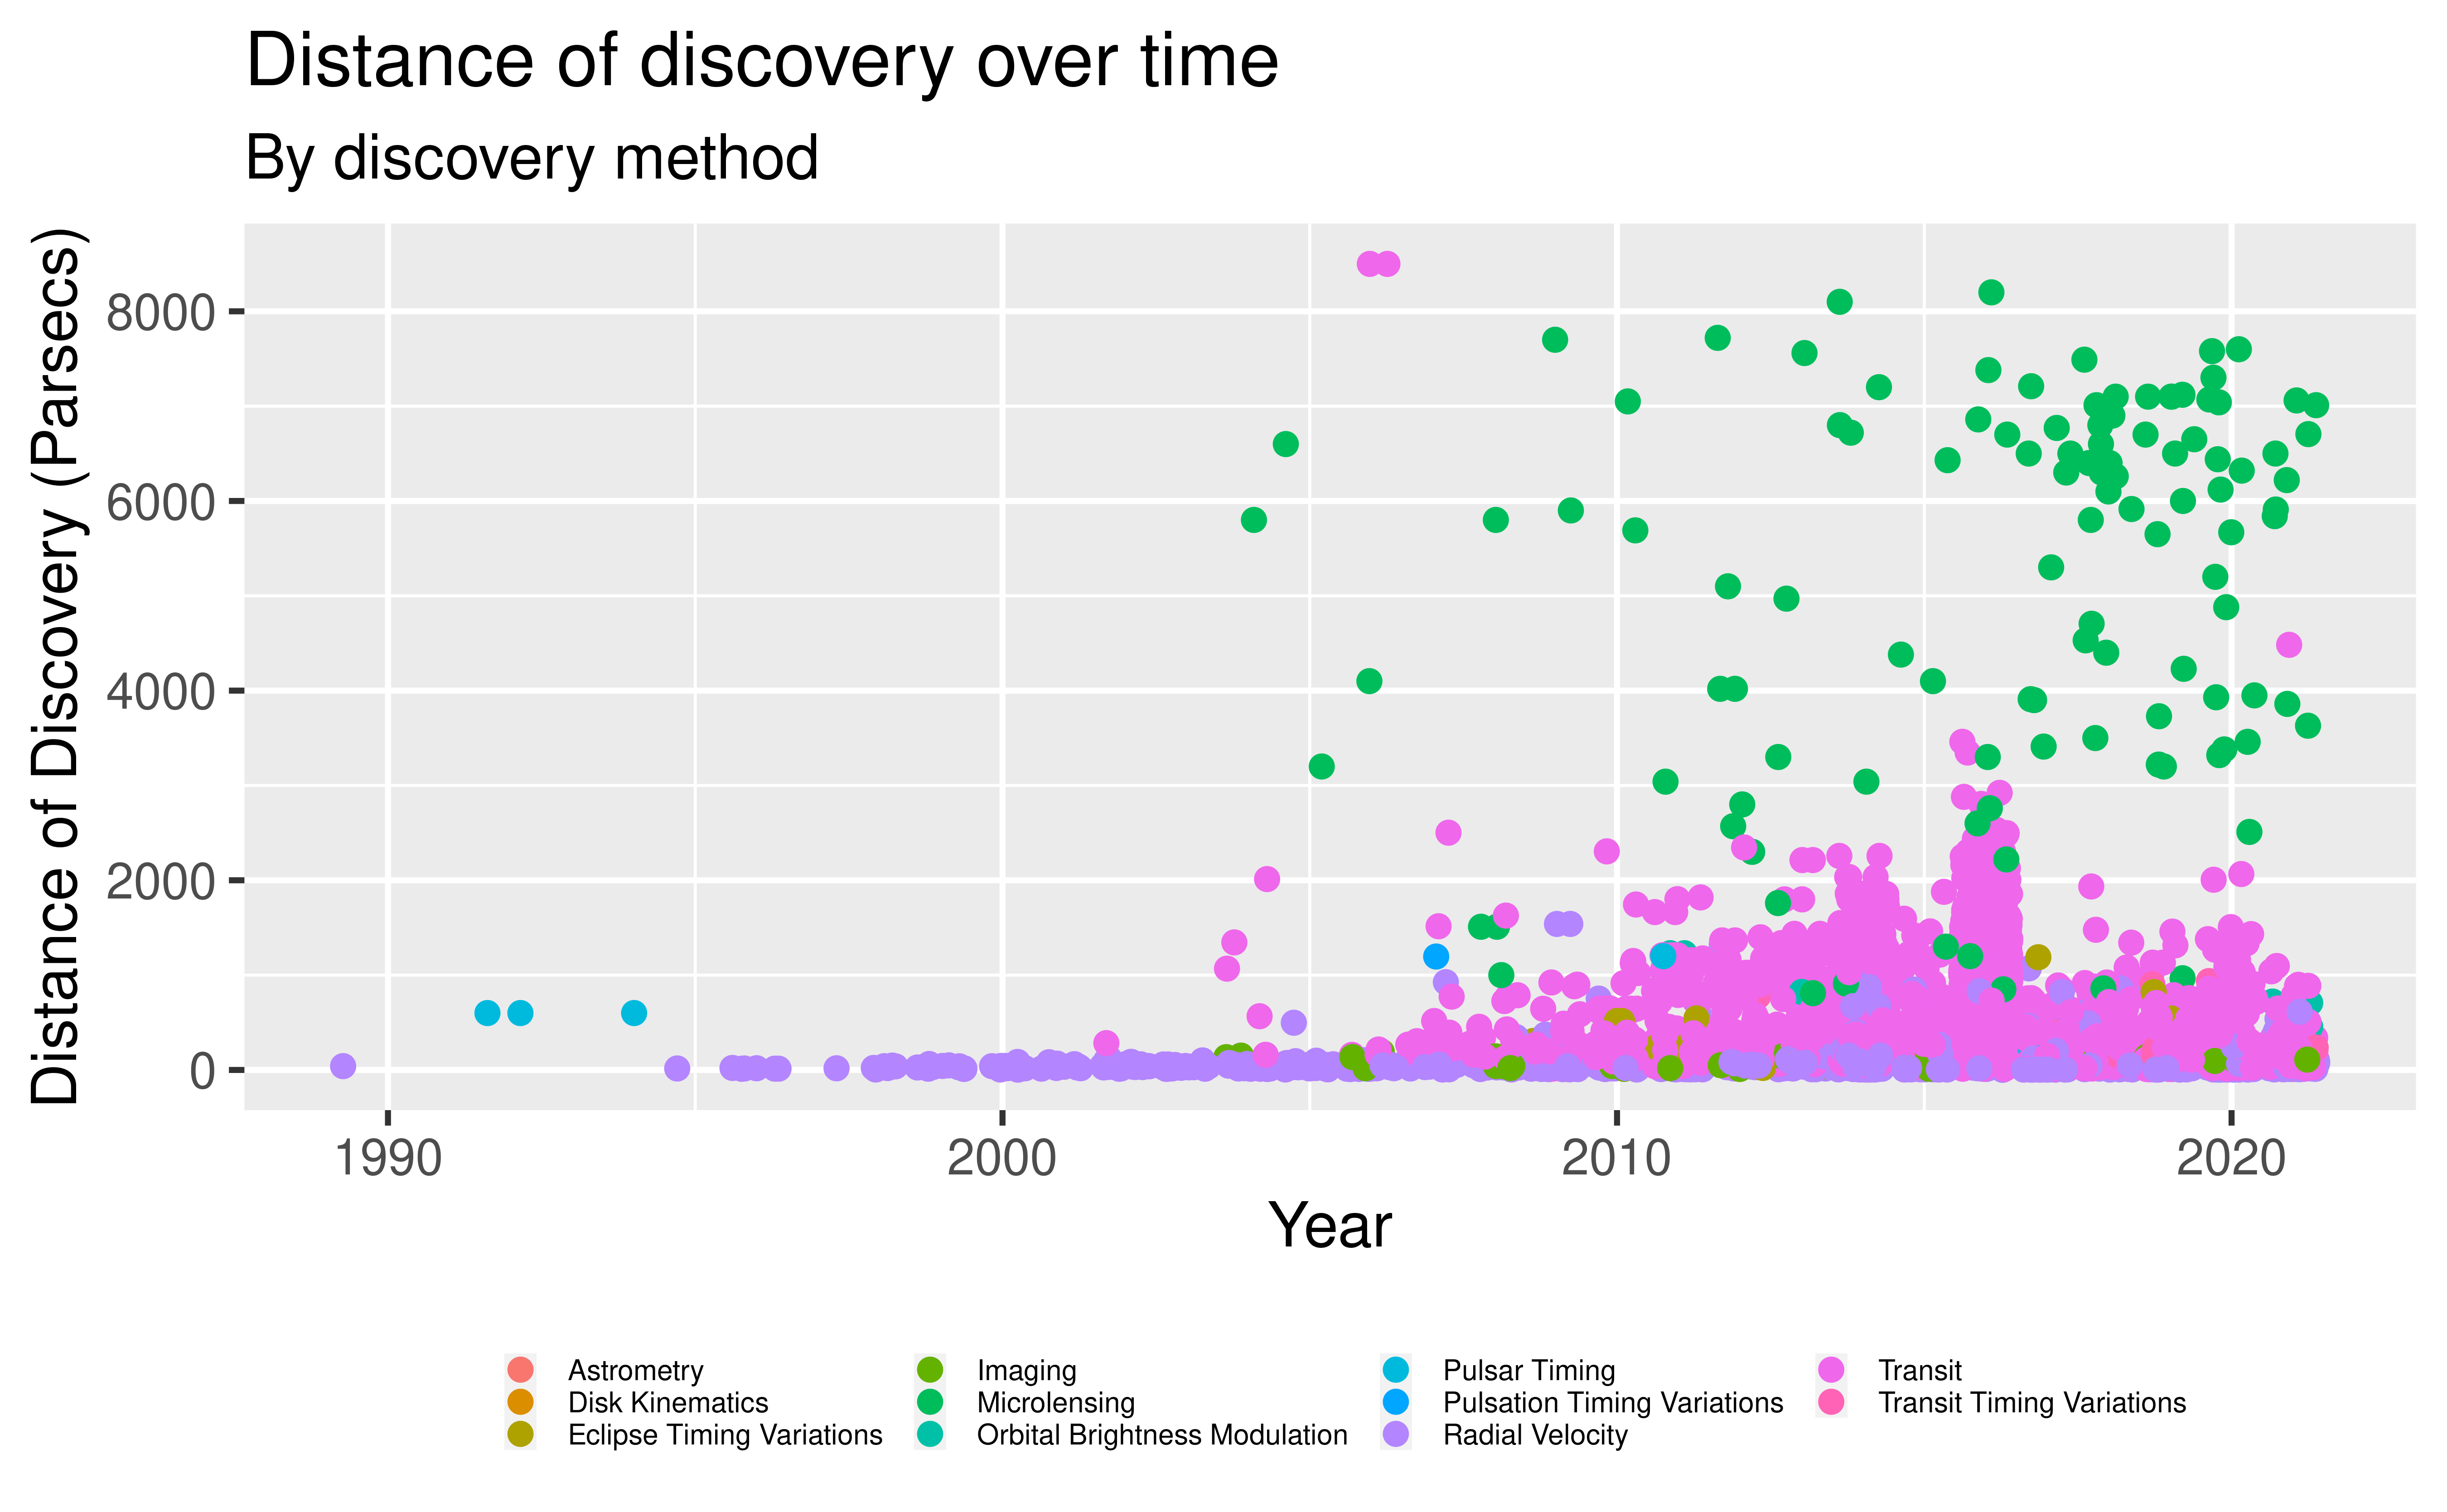 Distance of discovery over time
By discovery method
Distance of Discovery (Parsecs)
8000
6000
4000
2000
0
1990 2000 2010 2020
Year
Astrometry Imaging Pulsar Timing Transit
Disk Kinematics Microlensing Pulsation Timing Variations Transit Timing Variations
Eclipse Timing Variations Orbital Brightness Modulation Radial Velocity